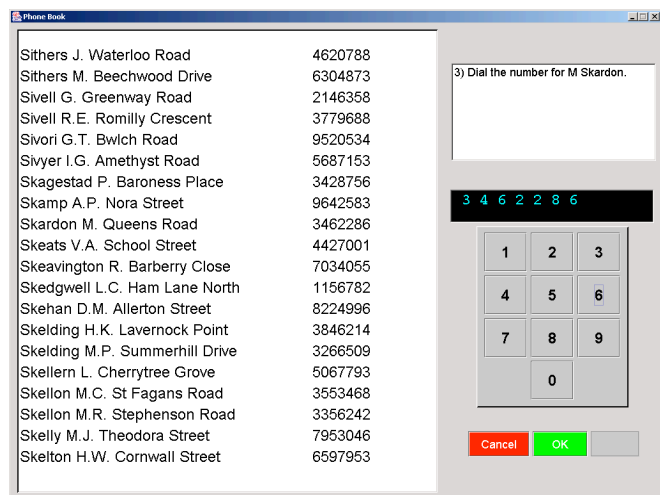 Phone Book
Sithers J. Waterloo Road 4620788
Sithers M. Beechwood Drive 6304873
Sivell G. Greenway Road 2146358
Sivell R.E. Romilly Crescent 3779688
Sivori G.T. Bwlch Road 9520534
Sivyer I.G. Amethyst Road 5687153
Skagestad P. Baroness Place 3428756
Skamp A.P. Nora Street 9642583
Skardon M. Queens Road 3462286
Skeats V.A. School Street 4427001
Skeavington R. Barberry Close 7034055
Skedgwell L.C. Ham Lane North 1156782
Skehan D.M. Allerton Street 8224996
Skelding H.K. Lavernock Point 3846214
Skelding M.P. Summerhill Drive 3266509
Skellern L. Cherrytree Grove 5067793
Skellon M.C. St Fagans Road 3553468
Skellon M.R. Stephenson Road 3356242
Skelly M.J. Theodora Street 7953046
Skelton H.W. Cornwall Street 6597953
3) Dial the number for M Skardon.
3 4 6 2 2 8 6
1 2 3
4 5 6
7 8 9
0
Cancel OK